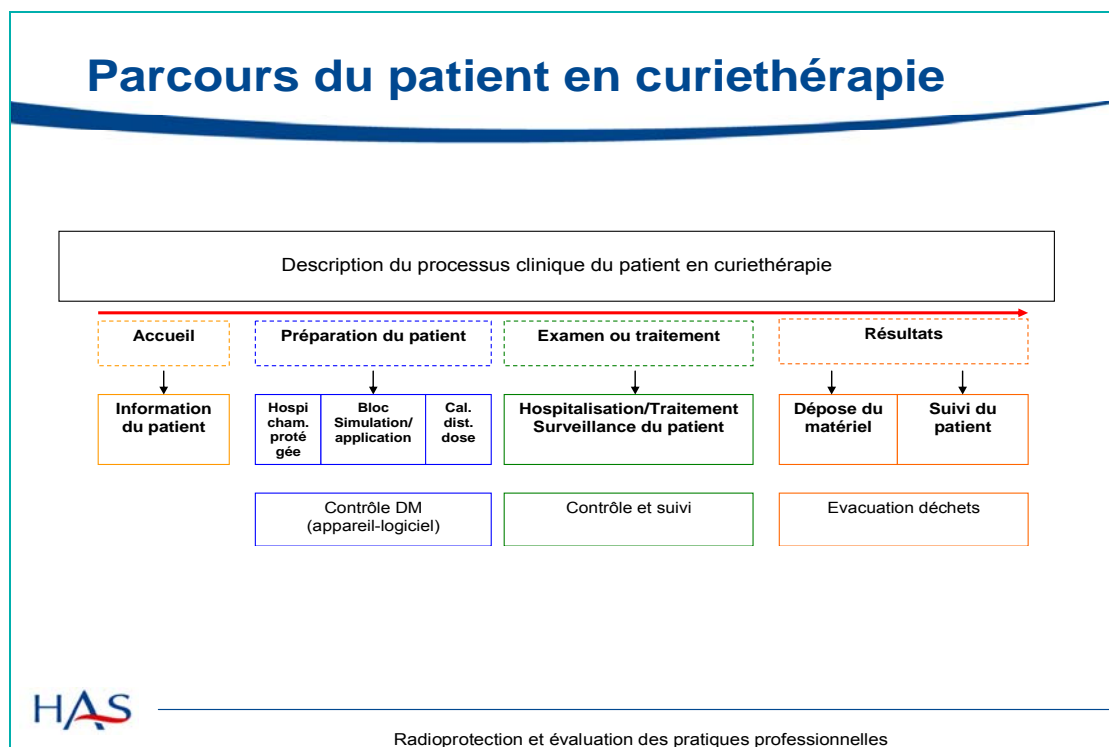 Parcours du patient en curiethérapie
Description du processus clinique du patient en curiethérapie
Accueil
Préparation du patient
Examen ou traitement
Résultats
Information
du patient
Hospi
cham.
proté
gée
Bloc
Simulation/
application
Cal.
dist.
dose
Hospitalisation/Traitement
Surveillance du patient
Dépose du
matériel
Suivi du
patient
Contrôle DM
(appareil-logiciel)
Contrôle et suivi
Evacuation déchets
HAS
Radioprotection et évaluation des pratiques professionnelles